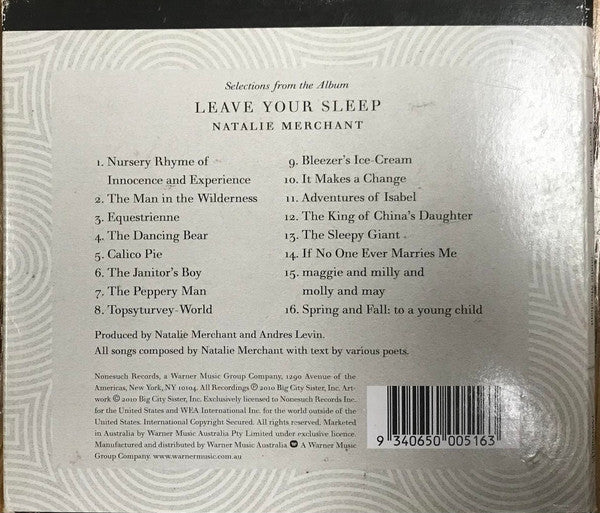 Selections from the Album
LEAVE YOUR SLEEP
NATALIE MERCHANT
1. Nursery Rhyme of
Innocence and Experience
2. The Man in the Wilderness
3. Equestrienne
4. The Dancing Bear
5. Calico Pie
6. The Janitor's Boy
7. The Peppery Man
8. Topsyturvey-World
9. Bleezer's Ice-Cream
10. It Makes a Change
11. Adventures of Isabel
12. The King of China's Daughter
13. The Sleepy Giant
14. If No One Ever Marries Me
15. maggie and milly and
molly and may
16. Spring and Fall: to a young child
Produced by Natalie Merchant and Andres Levin.
All songs composed by Natalie Merchant with text by various poets.
Nonesuch Records, a Warner Music Group Company, 1290 Avenue of the
Americas, New York, NY 10104. All Recordings ℗ 2010 Big City Sister, Inc. Art-
work © 2010 Big City Sister, Inc. Exclusively licensed to Nonesuch Records Inc.
for the United States and WEA International Inc. for the world outside of the
United States. International Copyright Secured. All rights reserved. Marketed
in Australia by Warner Music Australia Pty Limited under exclusive licence.
Manufactured and distributed by Warner Music Australia A Warner Music
Group Company. www.warnermusic.com.au
9 340650 005163